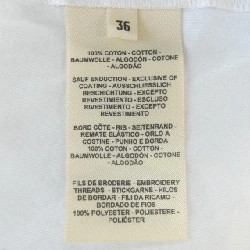 36
100% COTON - COTTON -
BAUMWOLLE - ALGODÓN - COTONE
- ALGODÃO
SAUF ENDUCTION - EXCLUSIVE OF
COATING - AUSSCHLIESSLICH
BESCHICHTUNG - EXCEPTO
REVESTIMIENTO - ESCLUSO
RIVESTIMENTO - EXCEPTO
REVESTIMENTO
BORD CÔTE - RIB - SEITENRAND -
REMATE ELÁSTICO - ORLO A
COSTINE - PUNHO E BORDA
100% COTON - COTTON -
BAUMWOLLE - ALGODÓN - COTONE
- ALGODÃO
FILS DE BRODERIE - EMBROIDERY
THREADS - STICKGARNE - HILOS
DE BORDAR - FILI DA RICAMO -
BORDADO DE FIOS
100% POLYESTER - POLIESTERE -
POLIÉSTER